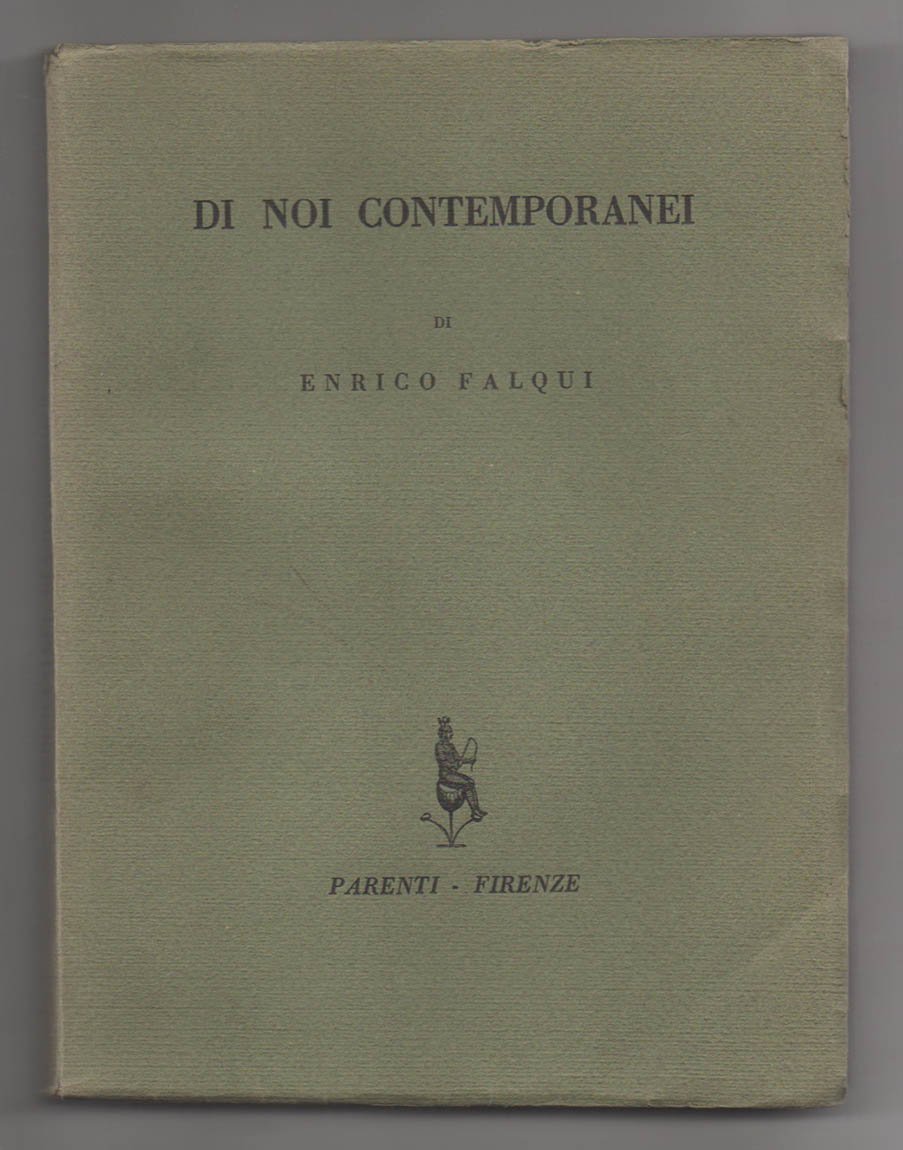 DI NOI CONTEMPORANEI
DI
ENRICO FALQUI
PARENTI - FIRENZE